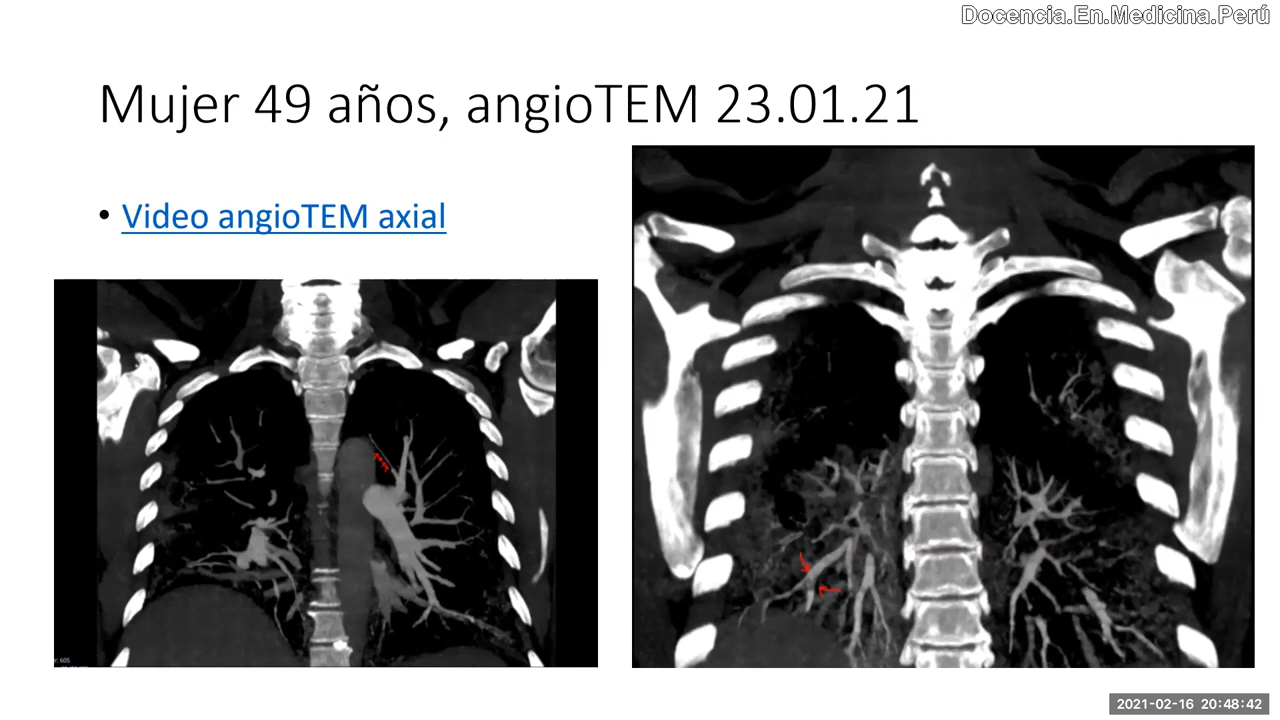 Docencia.En.Medicina.Perú
Mujer 49 años, angioTEM 23.01.21
• Video angioTEM axial
2021-02-16 20:48:42